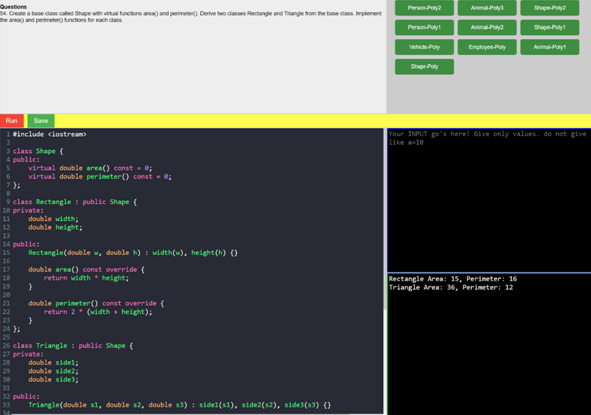 Questions
54. Create a base class called Shape with virtual functions area() and perimeter(). Derive two classes Rectangle and Triangle from the base class. Implement
the area() and perimeter() functions for each class.
Person-Poly2 Animal-Poly3 Shape-Poly2
Person-Poly1 Animal-Poly2 Shape-Poly1
Vehicle-Poly Employee-Poly Animal-Poly1
Shapr-Poly
Run Save
1 #include <iostream>
2
3 class Shape {
4 public:
5     virtual double area() const = 0;
6     virtual double perimeter() const = 0;
7 };
8
9 class Rectangle : public Shape {
10 private:
11     double width;
12     double height;
13
14 public:
15     Rectangle(double w, double h) : width(w), height(h) {}
16
17     double area() const override {
18         return width * height;
19     }
20
21     double perimeter() const override {
22         return 2 * (width + height);
23     }
24 };
25
26 class Triangle : public Shape {
27 private:
28     double side1;
29     double side2;
30     double side3;
31
32 public:
33     Triangle(double s1, double s2, double s3) : side1(s1), side2(s2), side3(s3) {}
34
Your INPUT go's here! Give only values. do not give
like a=10
Rectangle Area: 15, Perimeter: 16
Triangle Area: 36, Perimeter: 12